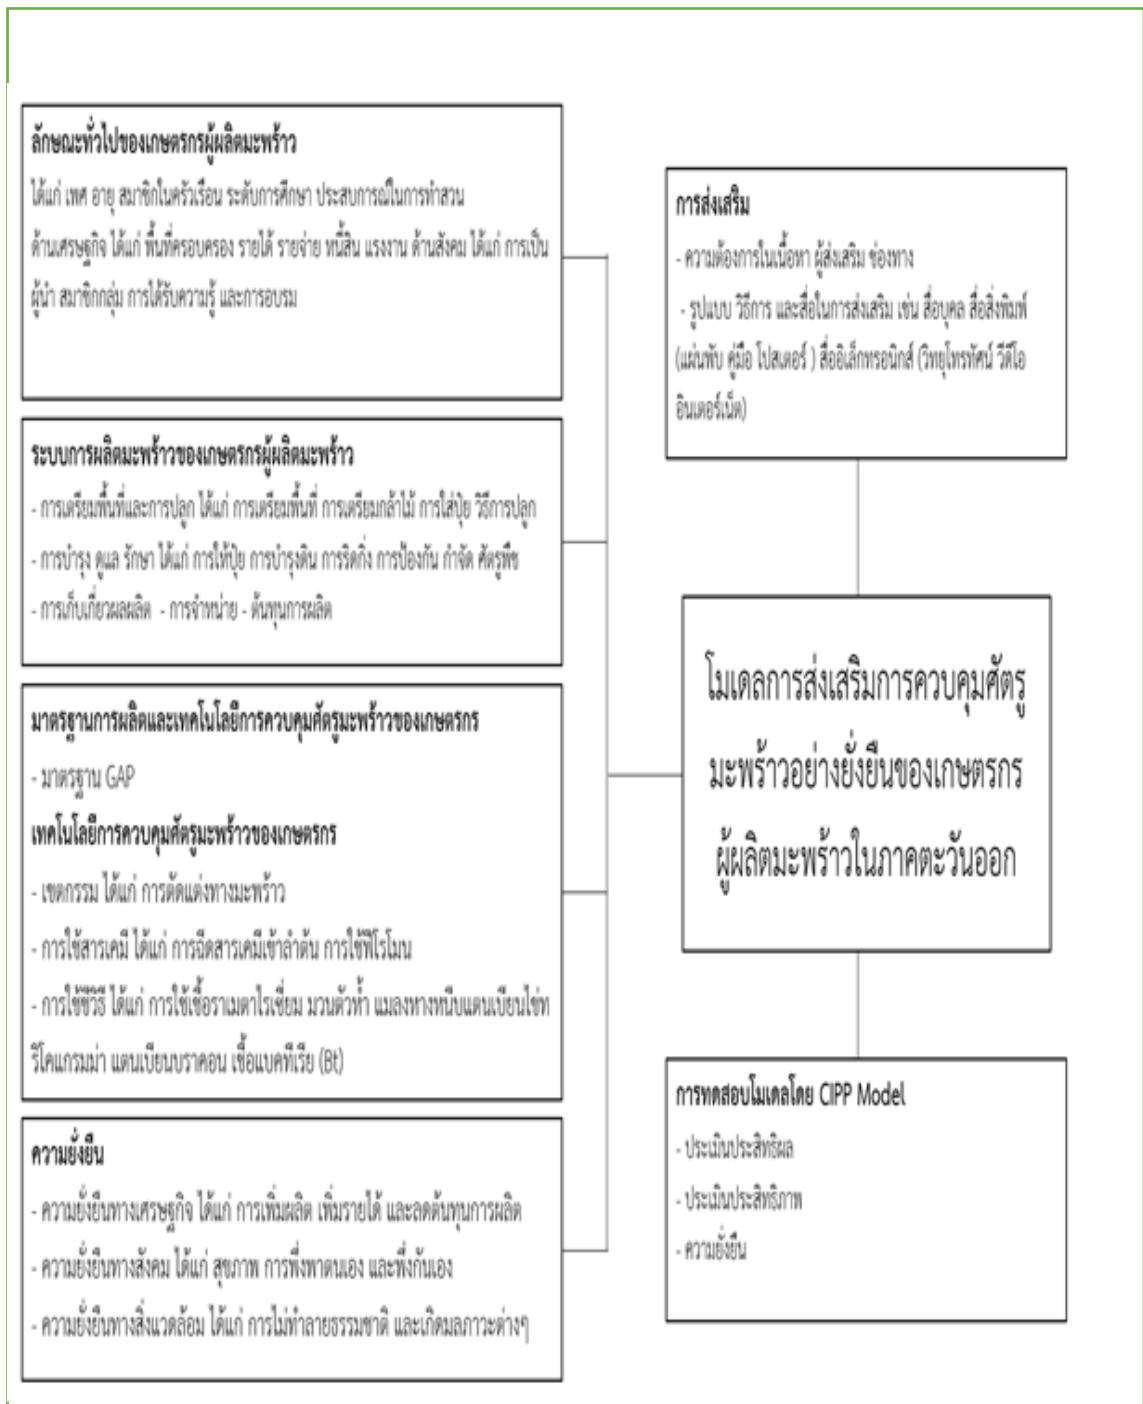 ลักษณะทั่วไปของเกษตรกรผู้ผลิตมะพร้าว
ได้แก่ เพศ อายุ สมาชิกในครัวเรือน ระดับการศึกษา ประสบการณ์ในการทำสวน
ด้านเศรษฐกิจ ได้แก่ พื้นที่ครอบครอง รายได้ รายจ่าย หนี้สิน แรงงาน ด้านสังคม ได้แก่ การเป็น
ผู้นำ สมาชิกกลุ่ม การได้รับความรู้ และการอบรม
ระบบการผลิตมะพร้าวของเกษตรกรผู้ผลิตมะพร้าว
- การเตรียมพื้นที่และการปลูก ได้แก่ การเตรียมพื้นที่ การเตรียมกล้าไม้ การใส่ปุ๋ย วิธีการปลูก
- การบำรุง ดูแล รักษา ได้แก่ การให้ปุ๋ย การบำรุงดิน การริดกิ่ง การป้องกัน กำจัด ศัตรูพืช
- การเก็บเกี่ยวผลผลิต - การจำหน่าย - ต้นทุนการผลิต
มาตรฐานการผลิตและเทคโนโลยีการควบคุมศัตรูมะพร้าวของเกษตรกร
- มาตรฐาน GAP
เทคโนโลยีการควบคุมศัตรูมะพร้าวของเกษตรกร
- เขตกรรม ได้แก่ การตัดแต่งทางมะพร้าว
- การใช้สารเคมี ได้แก่ การฉีดสารเคมีเข้าลำต้น การใช้ฟีโรโมน
- การใช้ชีวิธี ได้แก่ การใช้เชื้อราเมตาไรเซี่ยม มวนตัวห้ำ แมลงหางหนีบแตนเบียนไข่ท
ริโคแกรมม่า แตนเบียนบราคอน เชื้อแบคทีเรีย (Bt)
ความยั่งยืน
- ความยั่งยืนทางเศรษฐกิจ ได้แก่ การเพิ่มผลิต เพิ่มรายได้ และลดต้นทุนการผลิต
- ความยั่งยืนทางสังคม ได้แก่ สุขภาพ การพึ่งพาตนเอง และพึ่งกันเอง
- ความยั่งยืนทางสิ่งแวดล้อม ได้แก่ การไม่ทำลายธรรมชาติ และเกิดมลภาวะต่างๆ
การส่งเสริม
- ความต้องการในเนื้อหา ผู้ส่งเสริม ช่องทาง
- รูปแบบ วิธีการ และสื่อในการส่งเสริม เช่น สื่อบุคล สื่อสิ่งพิมพ์
(แผ่นพับ คู่มือ โปสเตอร์ ) สื่ออิเล็กทรอนิกส์ (วิทยุโทรทัศน์ วีดีโอ
อินเตอร์เน็ต)
โมเดลการส่งเสริมการควบคุมศัตรู
มะพร้าวอย่างยั่งยืนของเกษตรกร
ผู้ผลิตมะพร้าวในภาคตะวันออก
การทดสอบโมเดลโดย CIPP Model
- ประเมินประสิทธิผล
- ประเมินประสิทธิภาพ
- ความยั่งยืน